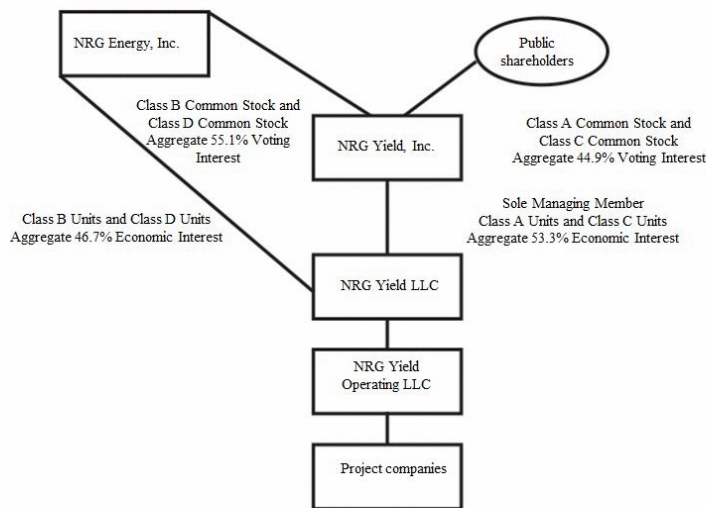 NRG Energy, Inc.
Public
shareholders
Class B Common Stock and
Class D Common Stock
Aggregate 55.1% Voting
Interest
NRG Yield, Inc.
Class A Common Stock and
Class C Common Stock
Aggregate 44.9% Voting Interest
Class B Units and Class D Units
Aggregate 46.7% Economic Interest
Sole Managing Member
Class A Units and Class C Units
Aggregate 53.3% Economic Interest
NRG Yield LLC
NRG Yield
Operating LLC
Project companies